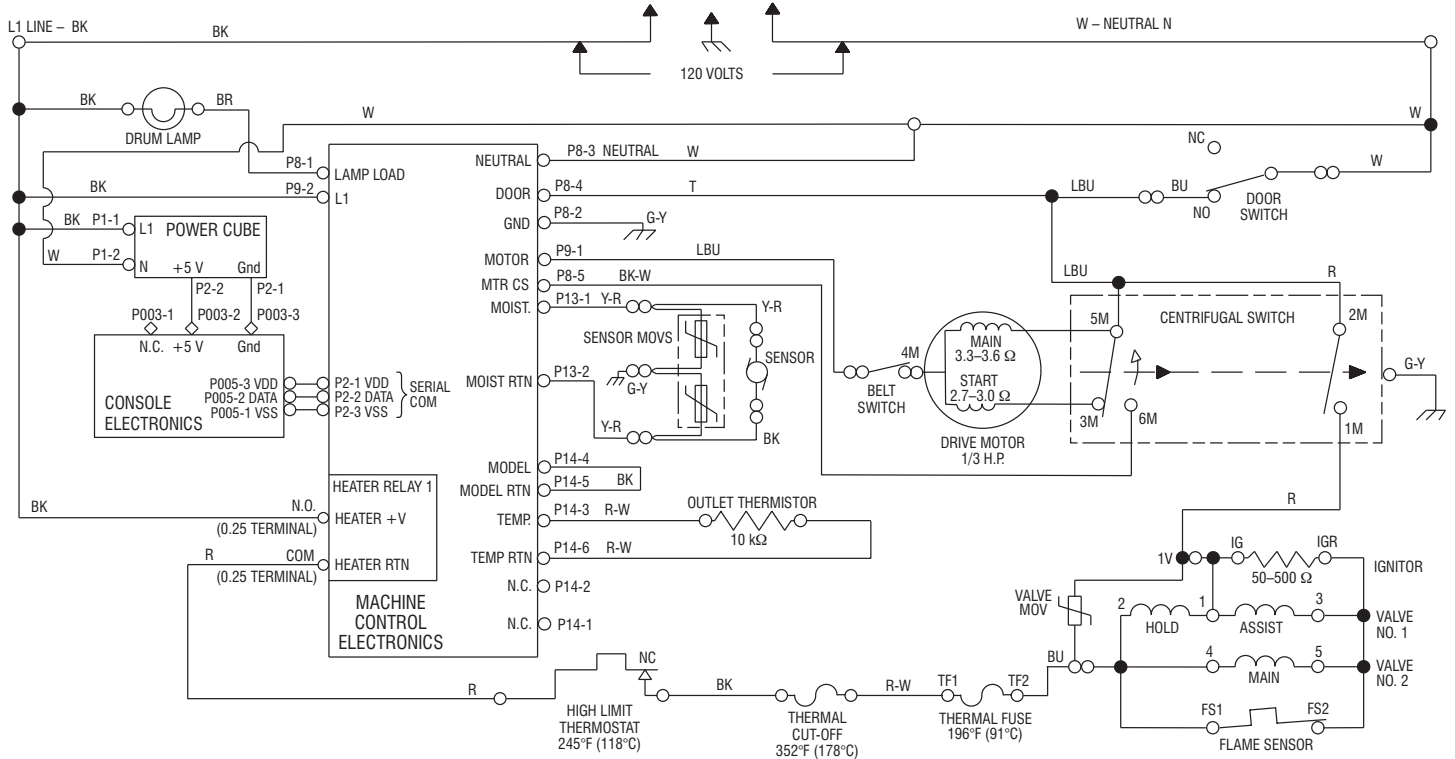 L1 LINE – BK
BK
W – NEUTRAL N
120 VOLTS
BK
BR
DRUM LAMP
W
W
NC
P8-1
LAMP LOAD
NEUTRAL
P8-3 NEUTRAL
W
W
BK
P9-2
L1
DOOR
P8-4
T
LBU
BU
NO
DOOR
SWITCH
GND
P8-2
G-Y
BK
P1-1
L1
POWER CUBE
W
P1-2
N
+5 V
Gnd
MOTOR
P9-1
LBU
LBU
R
P2-2
P2-1
MTR CS
P8-5
BK-W
MOIST.
P13-1
Y-R
Y-R
P003-1
P003-2
P003-3
N.C.
+5 V
Gnd
SENSOR MOVS
SENSOR
5M
CENTRIFUGAL SWITCH
2M
4M
MAIN
3.3–3.6 Ω
G-Y
P005-3 VDD
P005-2 DATA
P005-1 VSS
P2-1 VDD
P2-2 DATA
P2-3 VSS
SERIAL
COM
CONSOLE
ELECTRONICS
MOIST RTN
P13-2
G-Y
BELT
SWITCH
START
2.7–3.0 Ω
3M
6M
1M
Y-R
BK
DRIVE MOTOR
1/3 H.P.
MODEL
P14-4
MODEL RTN
P14-5
BK
HEATER RELAY 1
BK
N.O.
(0.25 TERMINAL)
HEATER +V
TEMP.
P14-3
R-W
OUTLET THERMISTOR
10 kΩ
R
R
COM
(0.25 TERMINAL)
HEATER RTN
TEMP RTN
P14-6
R-W
1V
IG
IGR
50–500 Ω
IGNITOR
N.C.
P14-2
MACHINE
CONTROL
ELECTRONICS
N.C.
P14-1
VALVE
MOV
2
1
3
HOLD
ASSIST
VALVE
NO. 1
BU
4
5
MAIN
VALVE
NO. 2
R
NC
BK
R-W
TF1
TF2
HIGH LIMIT
THERMOSTAT
245°F (118°C)
THERMAL
CUT-OFF
352°F (178°C)
THERMAL FUSE
196°F (91°C)
FS1
FS2
FLAME SENSOR